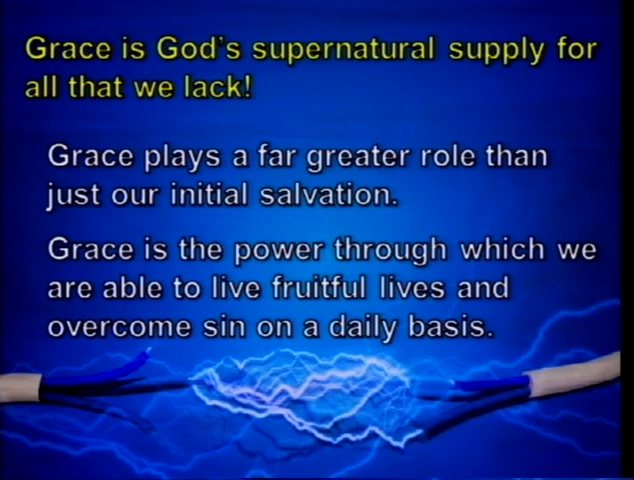 Grace is God's supernatural supply for
all that we lack!
Grace plays a far greater role than
just our initial salvation.
Grace is the power through which we
are able to live fruitful lives and
overcome sin on a daily basis.